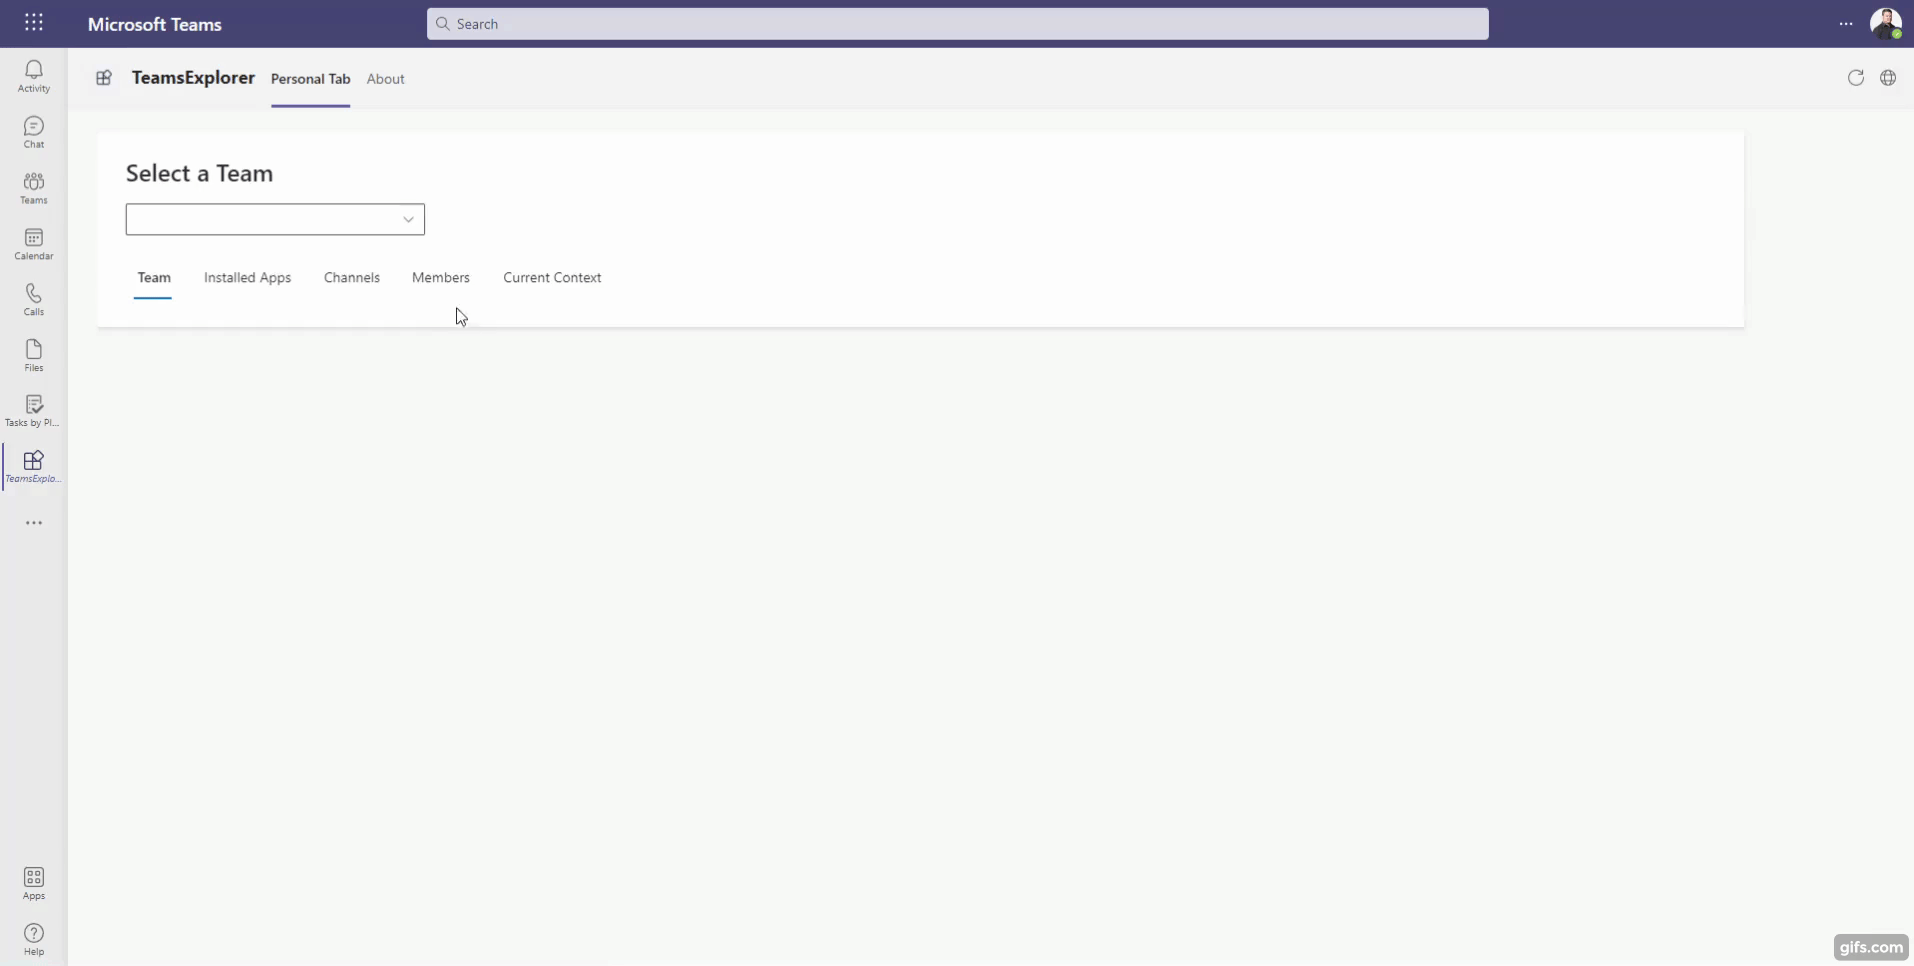 Microsoft Teams
Search
Activity
Chat
Teams
Calendar
Calls
Files
Tasks by Pl...
TeamsExplo...
Apps
Help
TeamsExplorer
Personal Tab
About
Select a Team
Team
Installed Apps
Channels
Members
Current Context
gifs.com